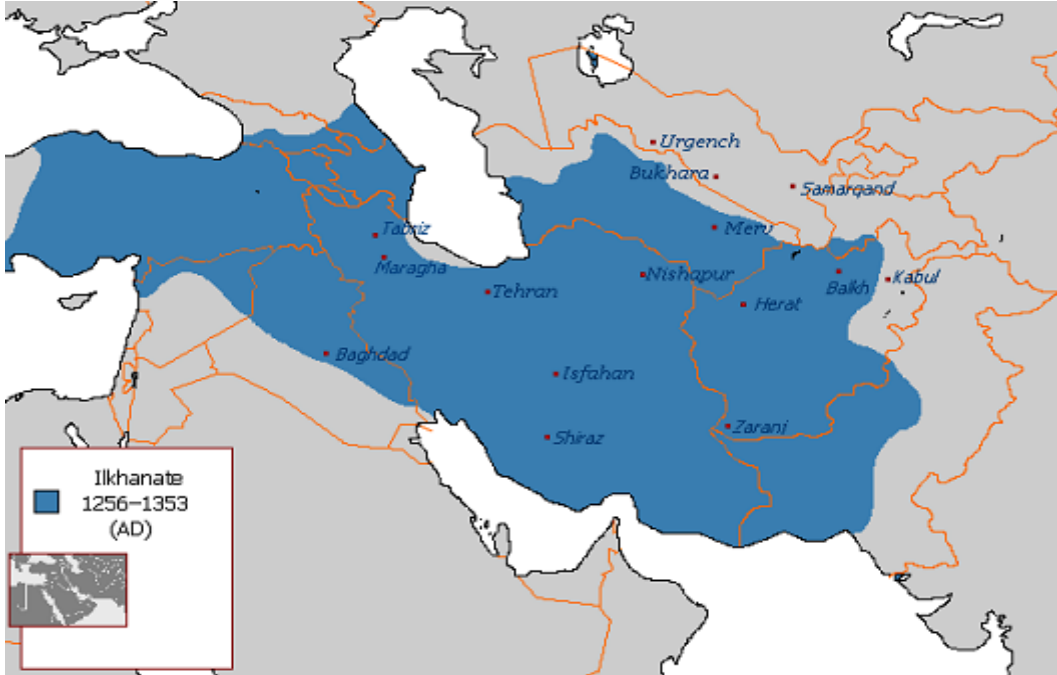 Urgench
Bukhara
Samarqand
Tabriz
Merv
Maragha
Nishapur
Kabul
Tehran
Balkh
Herat
Baghdad
Isfahan
Zaranj
Shiraz
Ilkhanate
1256–1353
(AD)